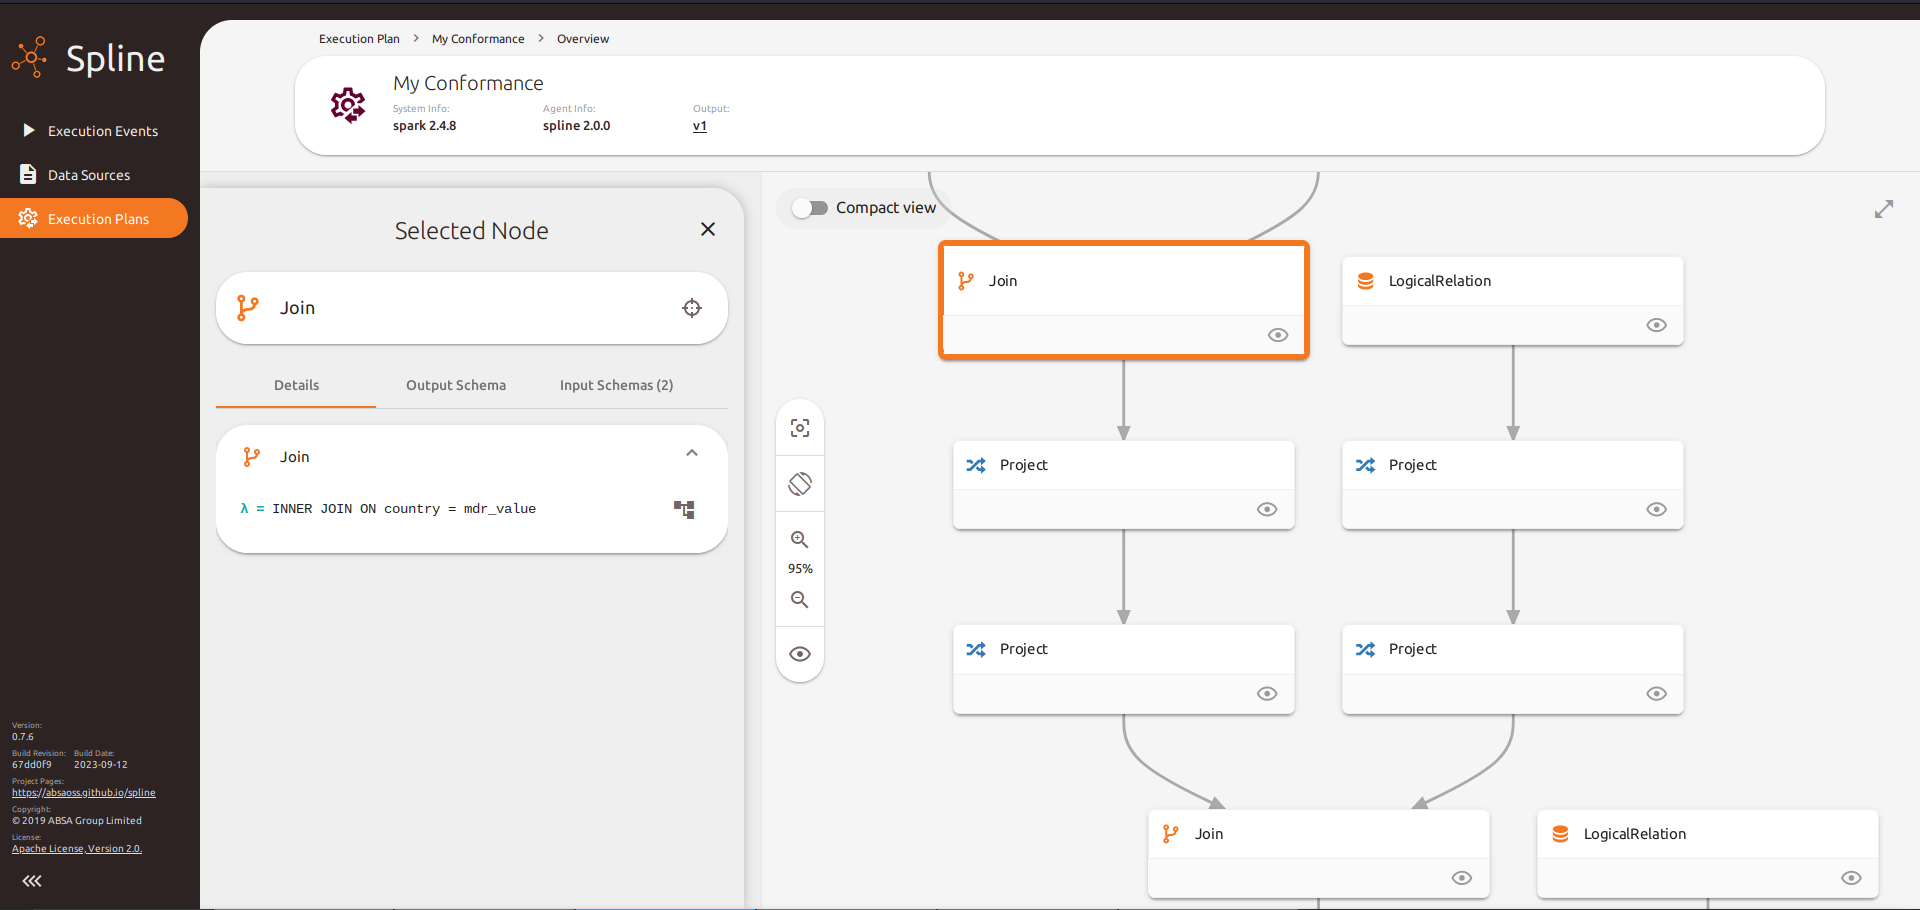 Spline
Execution Events
Data Sources
Execution Plans
Version:
0.7.6
Build Revision: Build Date:
67dd0f9 2023-09-12
Project Pages:
https://absaoss.github.io/spline
Copyright:
© 2019 ABSA Group Limited
License:
Apache License, Version 2.0.
Execution Plan > My Conformance > Overview
My Conformance
System Info: Agent Info: Output:
spark 2.4.8 spline 2.0.0 v1
Selected Node
Join
Details Output Schema Input Schemas (2)
Join
λ = INNER JOIN ON country = mdr_value
Compact view
95%
Join
LogicalRelation
Project
Project
Project
Project
Join
LogicalRelation